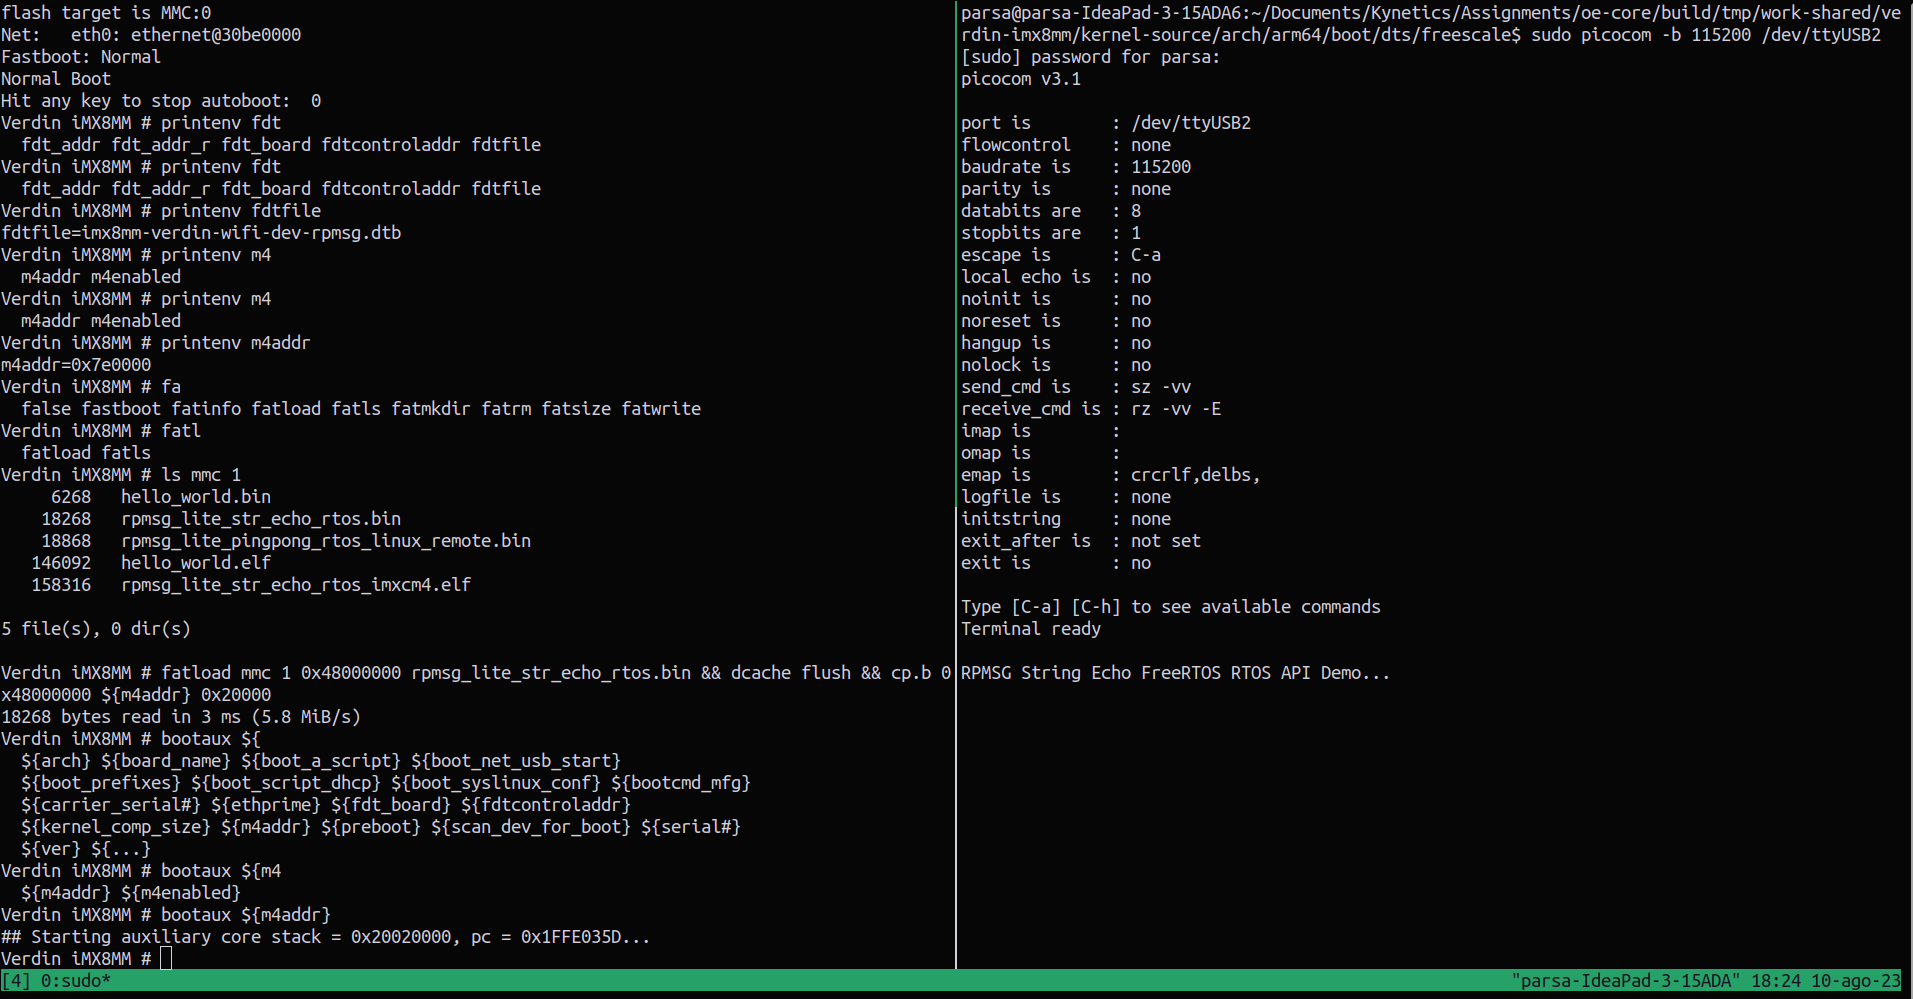 flash target is MMC:0
Net:   eth0: ethernet@30be0000
Fastboot: Normal
Normal Boot
Hit any key to stop autoboot:  0
Verdin iMX8MM # printenv fdt
  fdt_addr fdt_addr_r fdt_board fdtcontroladdr fdtfile
Verdin iMX8MM # printenv fdt
  fdt_addr fdt_addr_r fdt_board fdtcontroladdr fdtfile
Verdin iMX8MM # printenv fdtfile
fdtfile=imx8mm-verdin-wifi-dev-rpmsg.dtb
Verdin iMX8MM # printenv m4
  m4addr m4enabled
Verdin iMX8MM # printenv m4
  m4addr m4enabled
Verdin iMX8MM # printenv m4addr
m4addr=0x7e0000
Verdin iMX8MM # fa
  false fastboot fatinfo fatload fatls fatmkdir fatrm fatsize fatwrite
Verdin iMX8MM # fatl
  fatload fatls
Verdin iMX8MM # ls mmc 1
     6268   hello_world.bin
    18268   rpmsg_lite_str_echo_rtos.bin
    18868   rpmsg_lite_pingpong_rtos_linux_remote.bin
   146092   hello_world.elf
   158316   rpmsg_lite_str_echo_rtos_imxcm4.elf
5 file(s), 0 dir(s)
Verdin iMX8MM # fatload mmc 1 0x48000000 rpmsg_lite_str_echo_rtos.bin && dcache flush && cp.b 0
x48000000 ${m4addr} 0x20000
18268 bytes read in 3 ms (5.8 MiB/s)
Verdin iMX8MM # bootaux ${
  ${arch} ${board_name} ${boot_a_script} ${boot_net_usb_start}
  ${boot_prefixes} ${boot_script_dhcp} ${boot_syslinux_conf} ${bootcmd_mfg}
  ${carrier_serial#} ${ethprime} ${fdt_board} ${fdtcontroladdr}
  ${kernel_comp_size} ${m4addr} ${preboot} ${scan_dev_for_boot} ${serial#}
  ${ver} ${...}
Verdin iMX8MM # bootaux ${m4
  ${m4addr} ${m4enabled}
Verdin iMX8MM # bootaux ${m4addr}
## Starting auxiliary core stack = 0x20020000, pc = 0x1FFE035D...
Verdin iMX8MM #
parsa@parsa-IdeaPad-3-15ADA6:~/Documents/Kynetics/Assignments/oe-core/build/tmp/work-shared/ve
rdin-imx8mm/kernel-source/arch/arm64/boot/dts/freescale$ sudo picocom -b 115200 /dev/ttyUSB2
[sudo] password for parsa:
picocom v3.1
port is        : /dev/ttyUSB2
flowcontrol    : none
baudrate is    : 115200
parity is      : none
databits are   : 8
stopbits are   : 1
escape is      : C-a
local echo is  : no
noinit is      : no
noreset is     : no
hangup is      : no
nolock is      : no
send_cmd is    : sz -vv
receive_cmd is : rz -vv -E
imap is        :
omap is        :
emap is        : crcrlf,delbs,
logfile is     : none
initstring     : none
exit_after is  : not set
exit is        : no
Type [C-a] [C-h] to see available commands
Terminal ready
RPMSG String Echo FreeRTOS RTOS API Demo...
[4] 0:sudo*
"parsa-IdeaPad-3-15ADA" 18:24 10-ago-23